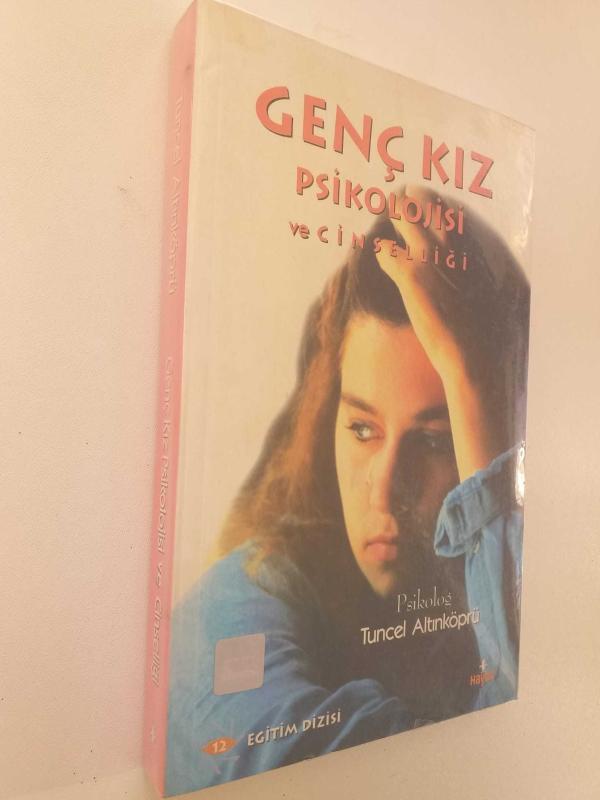 GENÇ KIZ
PSİKOLOJİSİ
ve CİNSELLİĞİ
Psikolog
Tuncel Altınköprü
Hayat
12 EĞİTİM DİZİSİ
Tuncel Altınköprü Genç Kız Psikolojisi ve Cinselliği